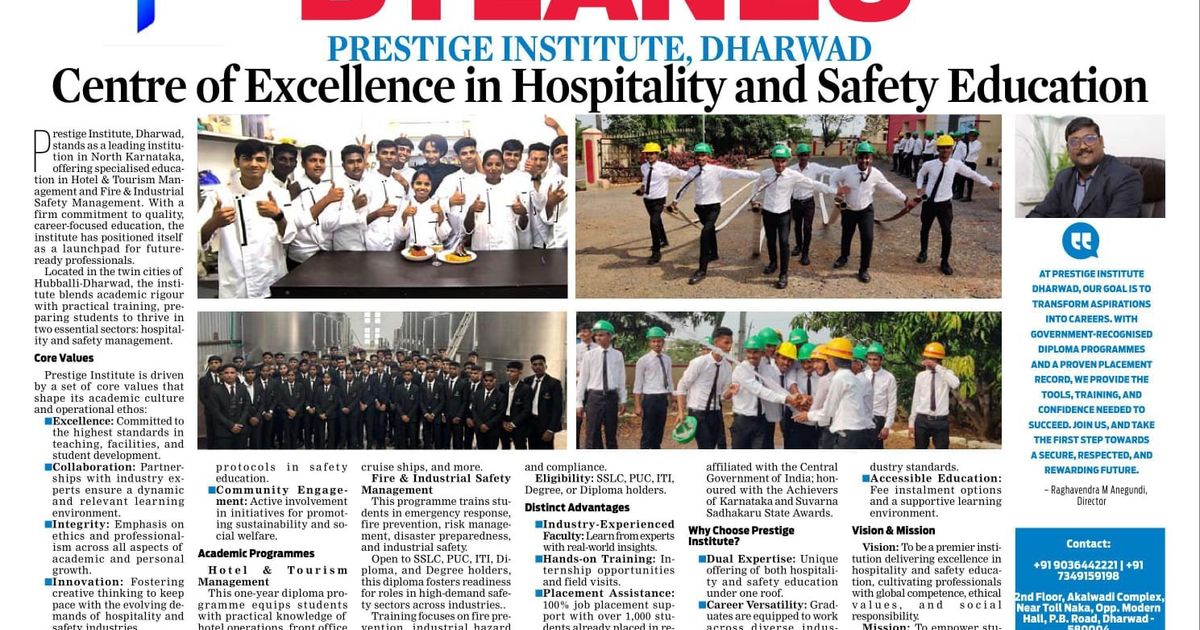 BYLANES
PRESTIGE INSTITUTE, DHARWAD
Centre of Excellence in Hospitality and Safety Education
Prestige Institute, Dharwad,
stands as a leading institu-
tion in North Karnataka,
offering specialised educa-
tion in Hotel & Tourism Man-
agement and Fire & Industrial
Safety Management. With a
firm commitment to quality,
career-focused education, the
institute has positioned itself
as a launchpad for future-
ready professionals.
Located in the twin cities of
Hubballi-Dharwad, the insti-
tute blends academic rigour
with practical training, pre-
paring students to thrive in
two essential sectors: hospital-
ity and safety management.
Core Values
Prestige Institute is driven
by a set of core values that
shape its academic culture
and operational ethos:
■Excellence: Committed to
the highest standards in
teaching, facilities, and
student development.
■Collaboration: Partner-
ships with industry ex-
perts ensure a dynamic
and relevant learning
environment.
■Integrity: Emphasis on
ethics and professional-
ism across all aspects of
academic and personal
growth.
■Innovation: Fostering
creative thinking to keep
pace with the evolving de-
mands of hospitality and
safety industries.
protocols in safety
education.
■Community Engage-
ment: Active involvement
in initiatives for promot-
ing sustainability and so-
cial welfare.
Academic Programmes
Hotel & Tourism
Management
This one-year diploma pro-
gramme equips students
with practical knowledge of
hotel operations, front office
cruise ships, and more.
Fire & Industrial Safety
Management
This programme trains stu-
dents in emergency response,
fire prevention, risk manage-
ment, disaster preparedness,
and industrial safety.
Open to SSLC, PUC, ITI, Di-
ploma, and Degree holders,
this diploma fosters readiness
for roles in high-demand safe-
ty sectors across industries..
Training focuses on fire pre-
vention, industrial hazard
and compliance.
Eligibility: SSLC, PUC, ITI,
Degree, or Diploma holders.
Distinct Advantages
■Industry-Experienced
Faculty: Learn from experts
with real-world insights.
■Hands-on Training: In-
ternship opportunities
and field visits.
■Placement Assistance:
100% job placement sup-
port with over 1,000 stu-
dents already placed in re-
affiliated with the Central
Government of India; hon-
oured with the Achievers
of Karnataka and Suvarna
Sadhakaru State Awards.
Why Choose Prestige
Institute?
■Dual Expertise: Unique
offering of both hospitali-
ty and safety education
under one roof.
■Career Versatility: Grad-
uates are equipped to work
across diverse indus-
dustry standards.
■Accessible Education:
Fee instalment options
and a supportive learning
environment.
Vision & Mission
Vision: To be a premier insti-
tution delivering excellence in
hospitality and safety educa-
tion, cultivating professionals
with global competence, ethical
values, and social
responsibility.
Mission: To empower stu-
AT PRESTIGE INSTITUTE
DHARWAD, OUR GOAL IS TO
TRANSFORM ASPIRATIONS
INTO CAREERS. WITH
GOVERNMENT-RECOGNISED
DIPLOMA PROGRAMMES
AND A PROVEN PLACEMENT
RECORD, WE PROVIDE THE
TOOLS, TRAINING, AND
CONFIDENCE NEEDED TO
SUCCEED. JOIN US, AND TAKE
THE FIRST STEP TOWARDS
A SECURE, RESPECTED, AND
REWARDING FUTURE.
– Raghavendra M Anegundi,
Director
Contact:
+91 9036442221 | +91
7349159198
2nd Floor, Akalwadi Complex,
Near Toll Naka, Opp. Modern
Hall, P.B. Road, Dharwad -
580004